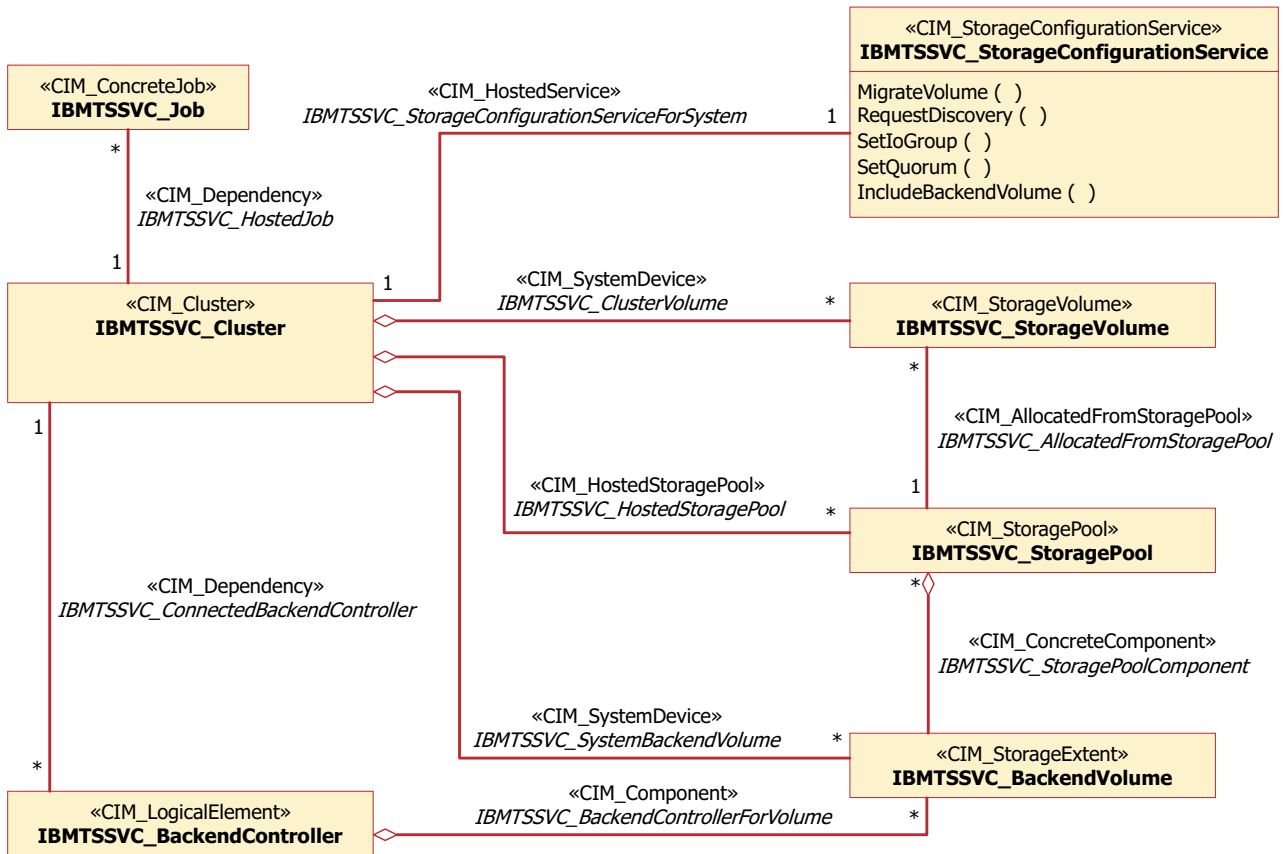 «CIM_StorageConfigurationService»
IBMTSSVC_StorageConfigurationService
MigrateVolume ( )
RequestDiscovery ( )
SetIoGroup ( )
SetQuorum ( )
IncludeBackendVolume ( )
«CIM_ConcreteJob»
IBMTSSVC_Job
«CIM_HostedService»
IBMTSSVC_StorageConfigurationServiceForSystem
1
1
*
«CIM_Dependency»
IBMTSSVC_HostedJob
1
«CIM_Cluster»
IBMTSSVC_Cluster
«CIM_SystemDevice»
IBMTSSVC_ClusterVolume
*
«CIM_StorageVolume»
IBMTSSVC_StorageVolume
*
«CIM_AllocatedFromStoragePool»
IBMTSSVC_AllocatedFromStoragePool
1
«CIM_HostedStoragePool»
IBMTSSVC_HostedStoragePool
*
«CIM_StoragePool»
IBMTSSVC_StoragePool
*
«CIM_ConcreteComponent»
IBMTSSVC_StoragePoolComponent
1
«CIM_Dependency»
IBMTSSVC_ConnectedBackendController
*
«CIM_SystemDevice»
IBMTSSVC_SystemBackendVolume
*
«CIM_StorageExtent»
IBMTSSVC_BackendVolume
«CIM_LogicalElement»
IBMTSSVC_BackendController
«CIM_Component»
IBMTSSVC_BackendControllerForVolume
*